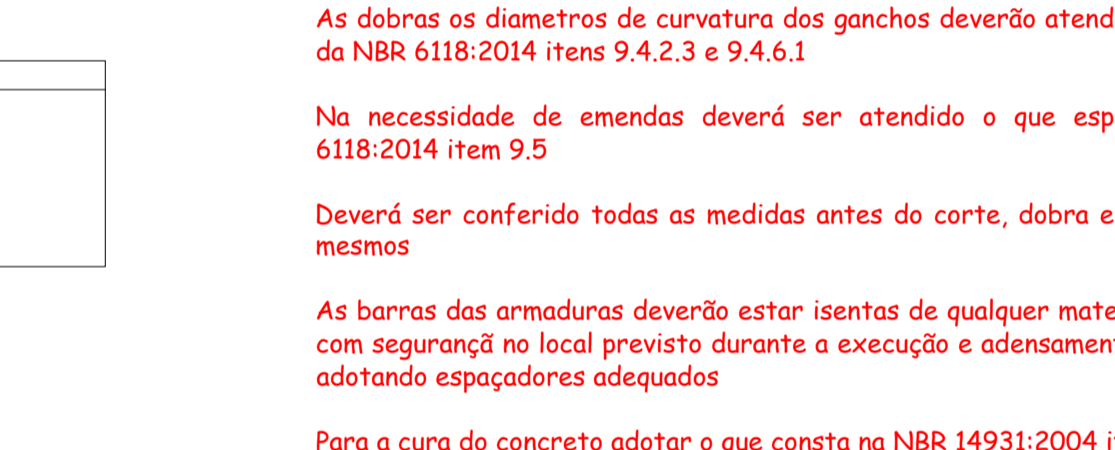 As dobras os diametros de curvatura dos ganchos deverão atend
da NBR 6118:2014 itens 9.4.2.3 e 9.4.6.1
Na necessidade de emendas deverá ser atendido o que esp
6118:2014 item 9.5
Deverá ser conferido todas as medidas antes do corte, dobra e
mesmos
As barras das armaduras deverão estar isentas de qualquer mate
com segurançã no local previsto durante a execução e adensament
adotando espaçadores adequados
Para a cura do concreto adotar o que consta na NBR 14931:2004 i